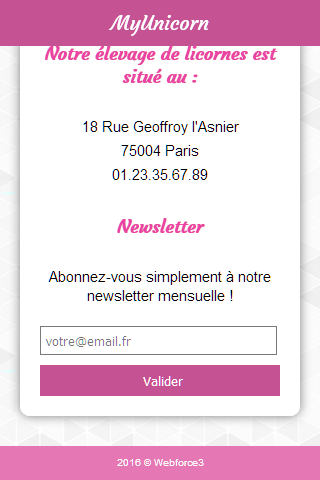 MyUnicorn
Notre élevage de licornes est
situé au :
18 Rue Geoffroy l'Asnier
75004 Paris
01.23.35.67.89
Newsletter
Abonnez-vous simplement à notre
newsletter mensuelle !
votre@email.fr
Valider
2016 © Webforce3